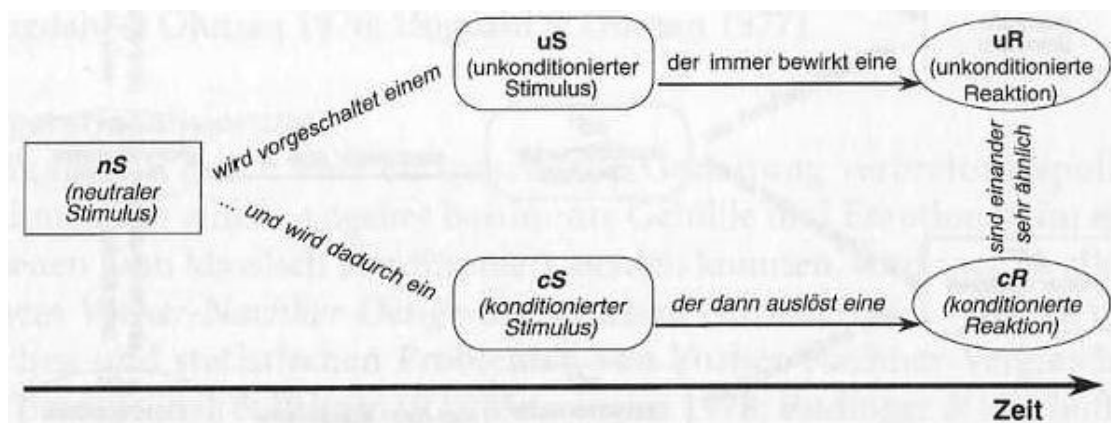 uS
(unkonditionierter
Stimulus)
der immer bewirkt eine
uR
(unkonditionierte
Reaktion)
wird vorgeschaltet einem
nS
(neutraler
Stimulus)
... und wird dadurch ein
sind einander
sehr ähnlich
cS
(konditionierter
Stimulus)
der dann auslöst eine
cR
(konditionierte
Reaktion)
Zeit